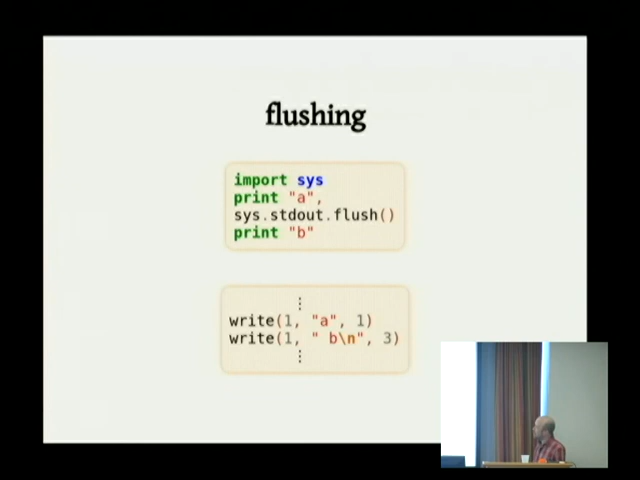 flushing
import sys
print "a",
sys.stdout.flush()
print "b"
⋮
write(1, "a", 1)
write(1, " b\n", 3)
⋮